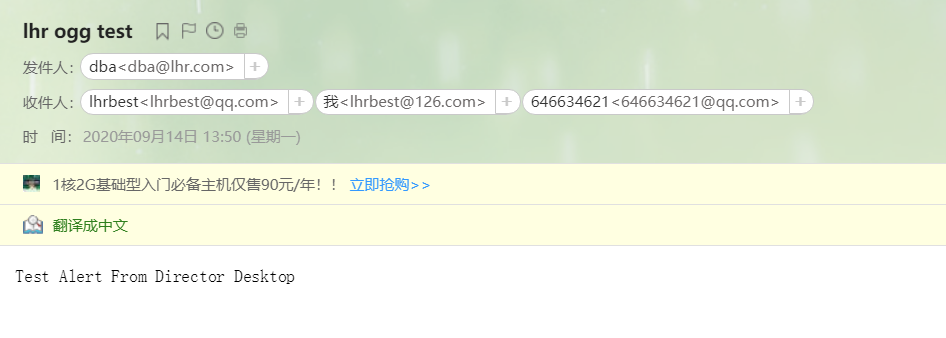 lhr ogg test
发件人: dba<dba@lhr.com> +
收件人: lhrbest<lhrbest@qq.com> + 我<lhrbest@126.com> + 646634621<646634621@qq.com> +
时 间: 2020年09月14日 13:50 (星期一)
1核2G基础型入门必备主机仅售90元/年!! 立即抢购>>
翻译成中文
Test Alert From Director Desktop